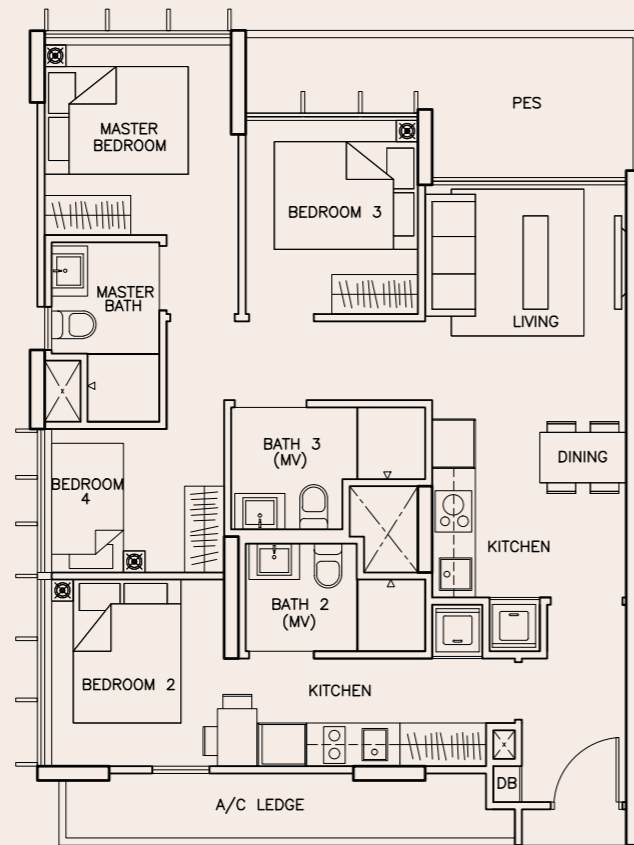 PES
MASTER
BEDROOM
BEDROOM 3
MASTER
BATH
LIVING
BATH 3
(MV)
DINING
BEDROOM
4
KITCHEN
BATH 2
(MV)
BEDROOM 2
KITCHEN
DB
A/C LEDGE